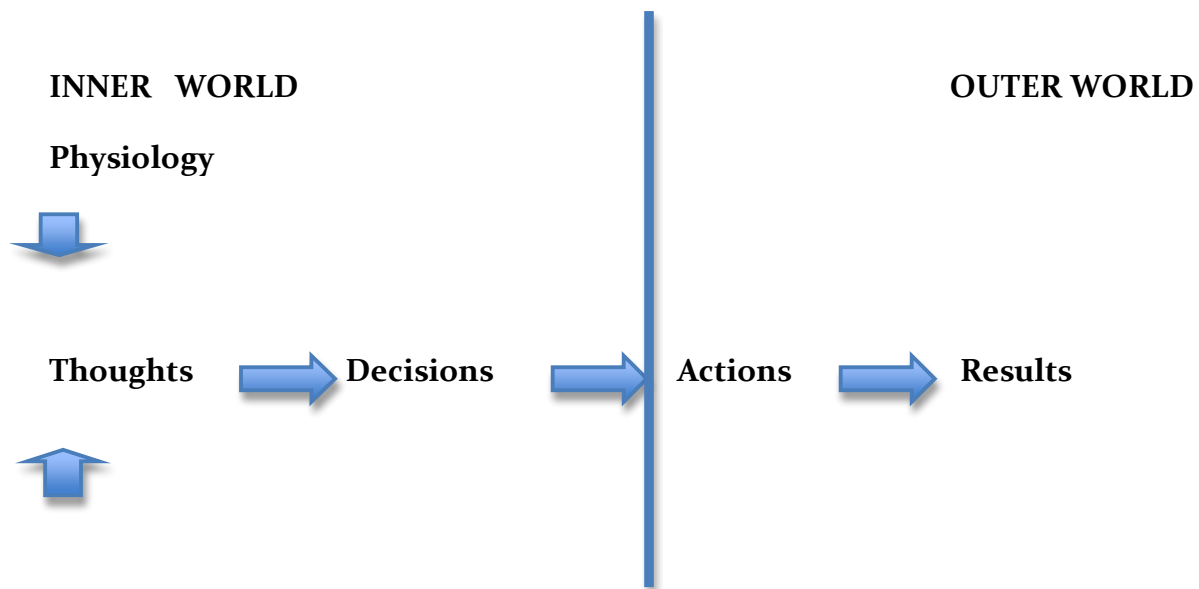 INNER WORLD OUTER WORLD
Physiology
Thoughts Decisions Actions Results